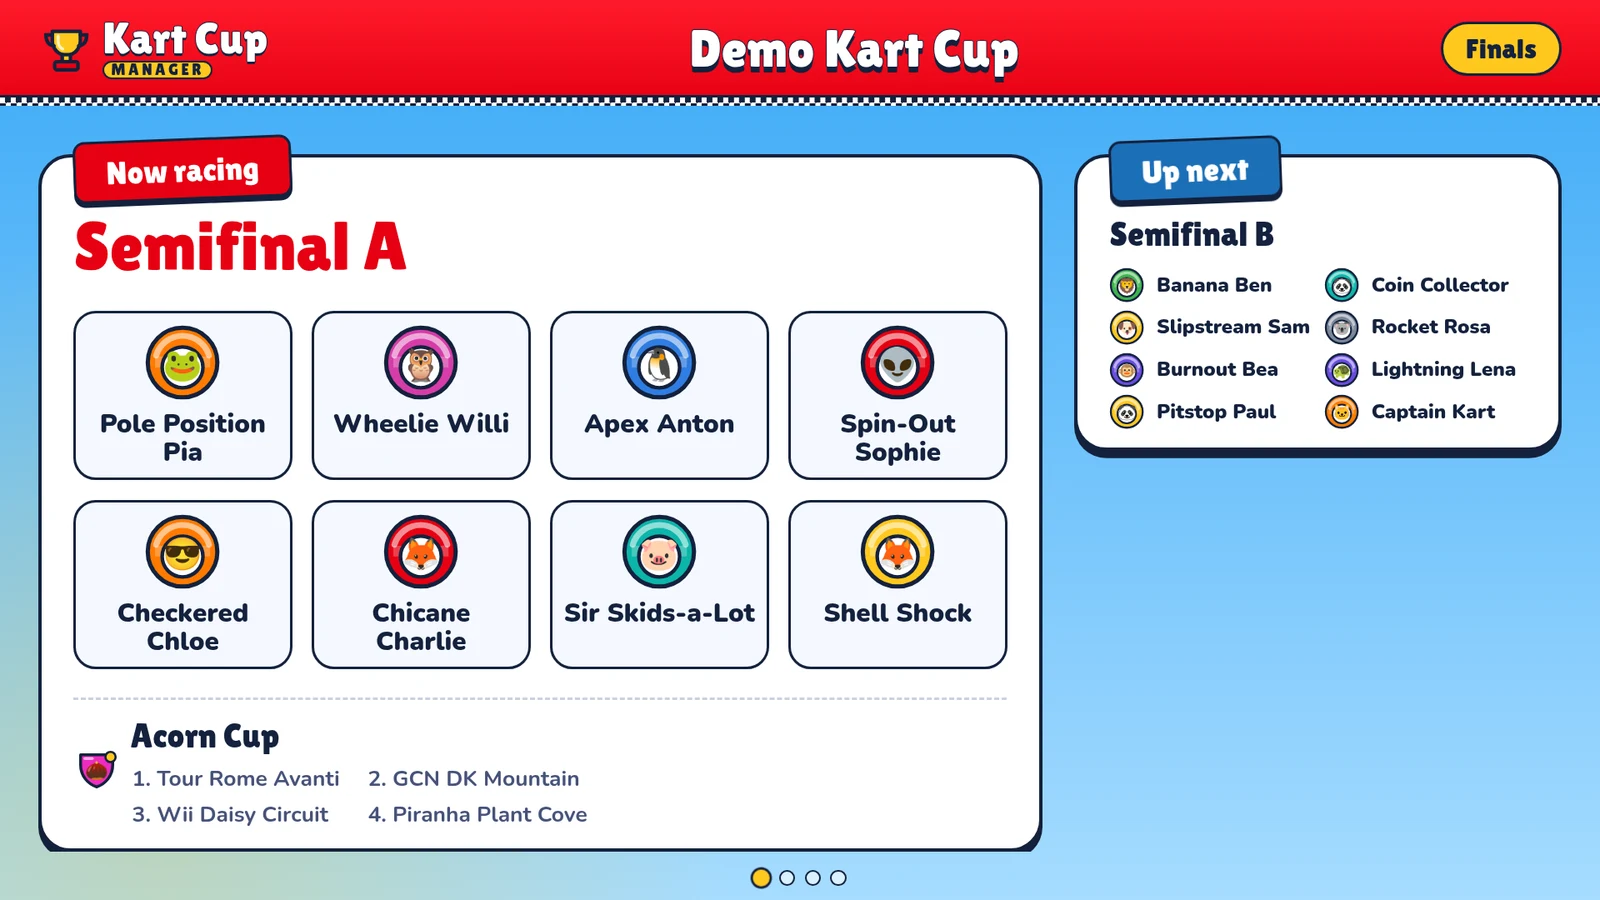 Kart Cup
MANAGER
Demo Kart Cup
Finals
Now racing
Semifinal A
Pole Position
Pia
Wheelie Willi
Apex Anton
Spin-Out
Sophie
Checkered
Chloe
Chicane
Charlie
Sir Skids-a-Lot
Shell Shock
Acorn Cup
1. Tour Rome Avanti
2. GCN DK Mountain
3. Wii Daisy Circuit
4. Piranha Plant Cove
Up next
Semifinal B
Banana Ben
Coin Collector
Slipstream Sam
Rocket Rosa
Burnout Bea
Lightning Lena
Pitstop Paul
Captain Kart